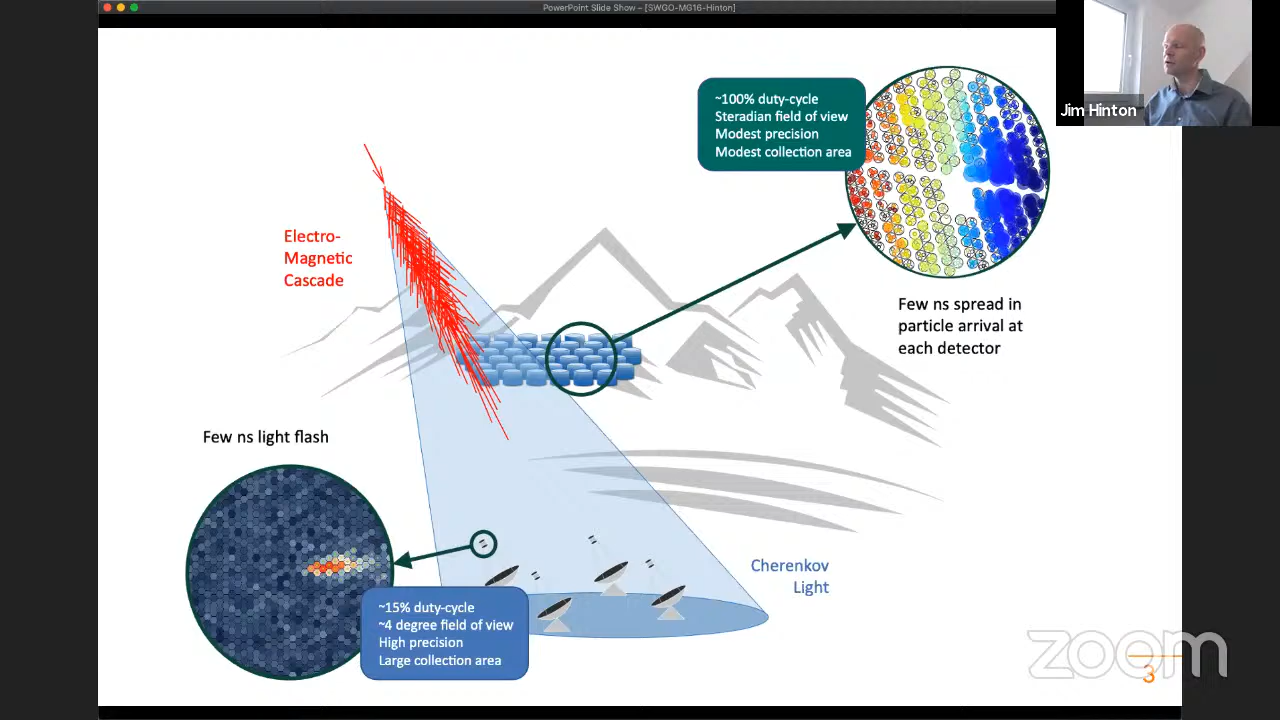 PowerPoint Slide Show – [SWGO-MG16-Hinton]
Jim Hinton
~100% duty-cycle
Steradian field of view
Modest precision
Modest collection area
Electro-
Magnetic
Cascade
Few ns spread in
particle arrival at
each detector
Few ns light flash
Cherenkov
Light
~15% duty-cycle
~4 degree field of view
High precision
Large collection area
zoom
3